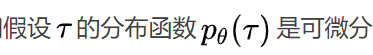 假设 τ 的分布函数 p_θ(τ) 是可微分